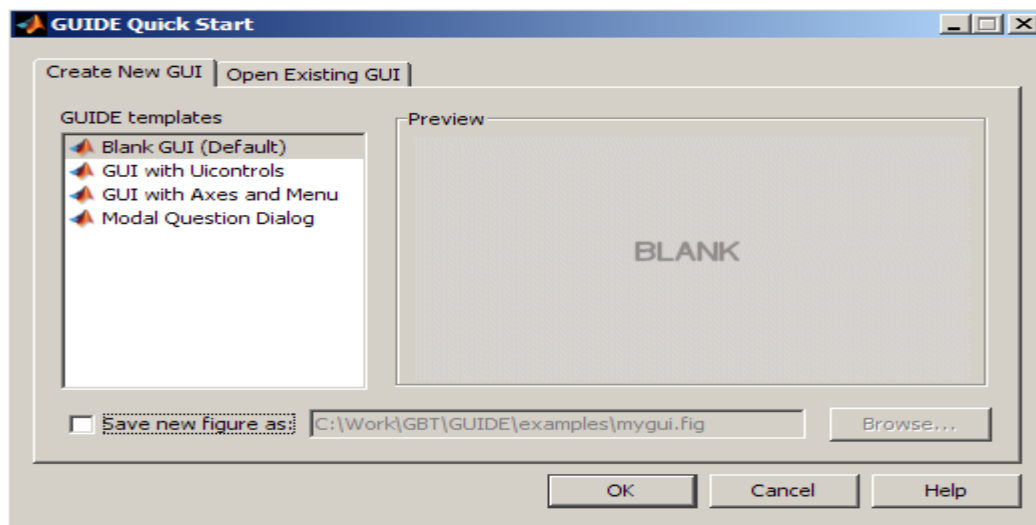 GUIDE Quick Start
Create New GUI
Open Existing GUI
GUIDE templates
Blank GUI (Default)
GUI with Uicontrols
GUI with Axes and Menu
Modal Question Dialog
Preview
BLANK
Save new figure as:
C:\Work\GBT\GUIDE\examples\mygui.fig
Browse...
OK
Cancel
Help